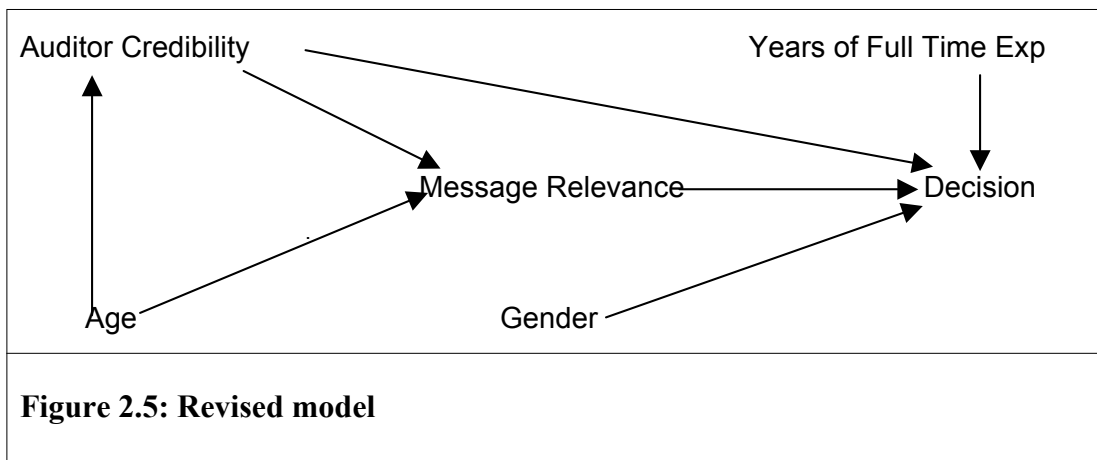 Auditor Credibility Years of Full Time Exp
Message Relevance Decision
Age Gender
Figure 2.5: Revised model